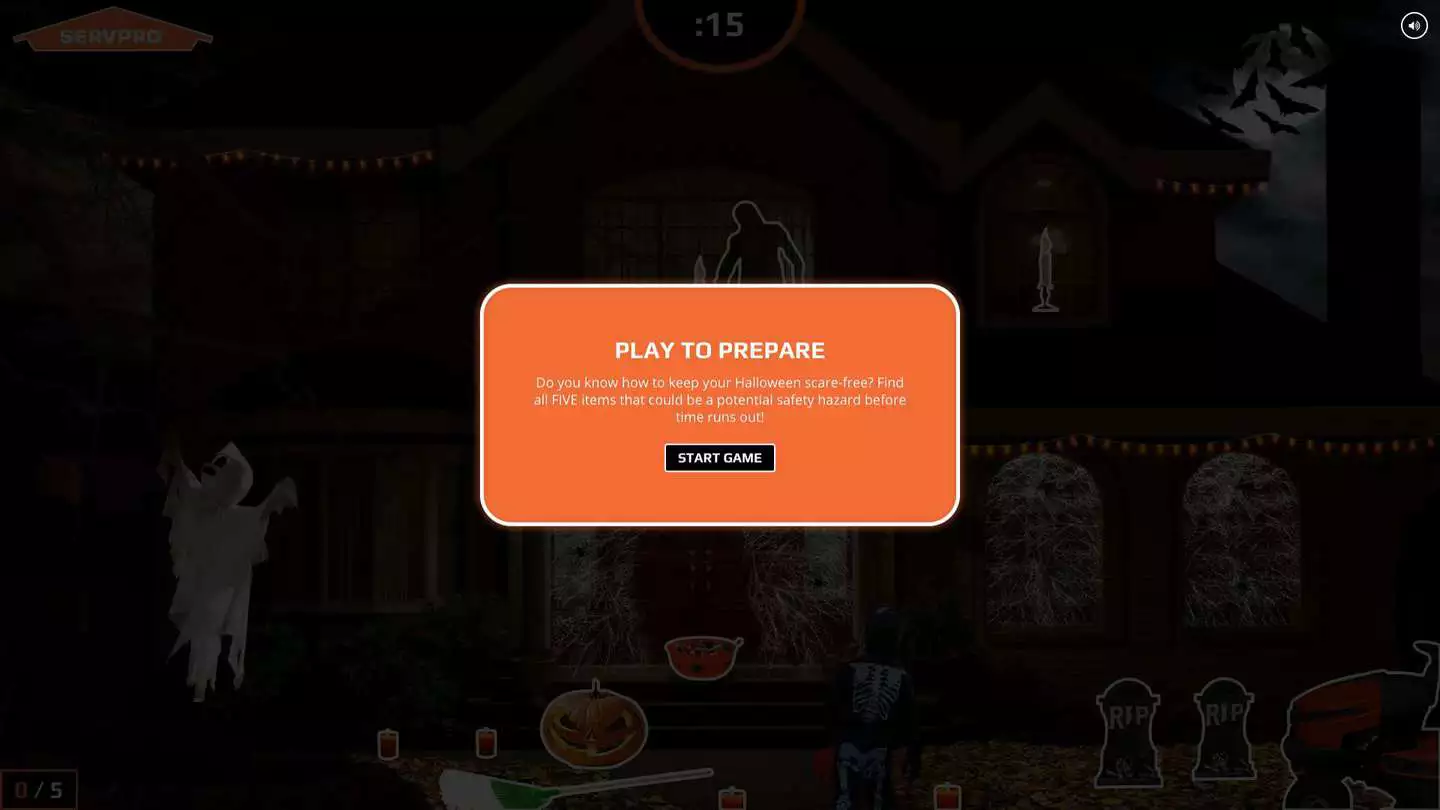 SERVPRO
:15
PLAY TO PREPARE
Do you know how to keep your Halloween scare-free? Find
all FIVE items that could be a potential safety hazard before
time runs out!
START GAME
RIP
RIP
0 / 5